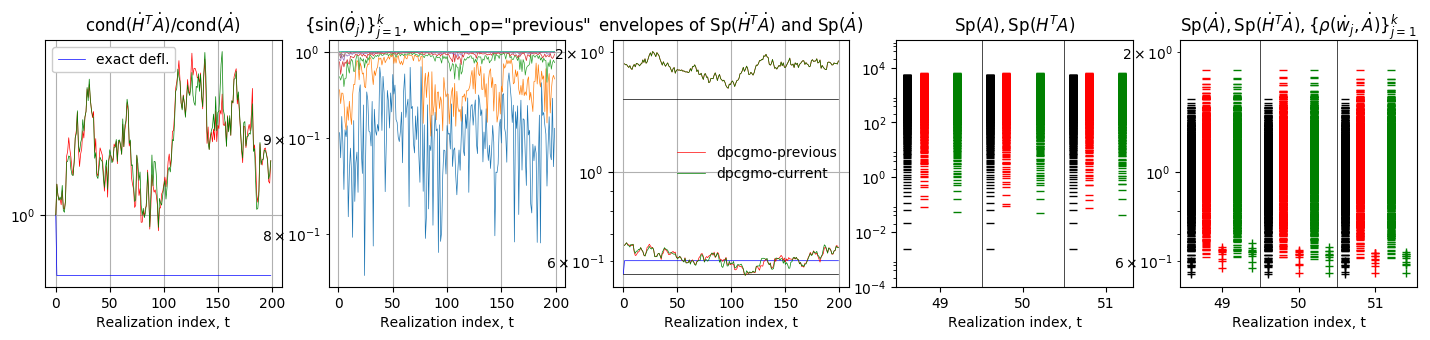 cond(Ḣ^T Ȧ)/cond(Ȧ)
exact defl.
10^0
0 50 100 150 200
Realization index, t
{sin(θ̇_j)}_{j=1}^k, which_op="previous"
10^0
9 × 10^{-1}
8 × 10^{-1}
0 50 100 150 200
Realization index, t
envelopes of Sp(Ḣ^T Ȧ) and Sp(Ȧ)
2 × 10^0
10^0
6 × 10^{-1}
dpcgmo-previous
dpcgmo-current
0 50 100 150 200
Realization index, t
Sp(A), Sp(H^T A)
10^4
10^2
10^0
10^{-2}
10^{-4}
49 50 51
Realization index, t
Sp(Ȧ), Sp(Ḣ^T Ȧ), {ρ(ẇ_j, Ȧ)}_{j=1}^k
2 × 10^0
10^0
6 × 10^{-1}
49 50 51
Realization index, t